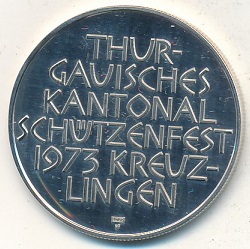 THUR-
GAUISCHES
KANTONAL
SCHÜTZENFEST
1973 KREUZ-
LINGEN